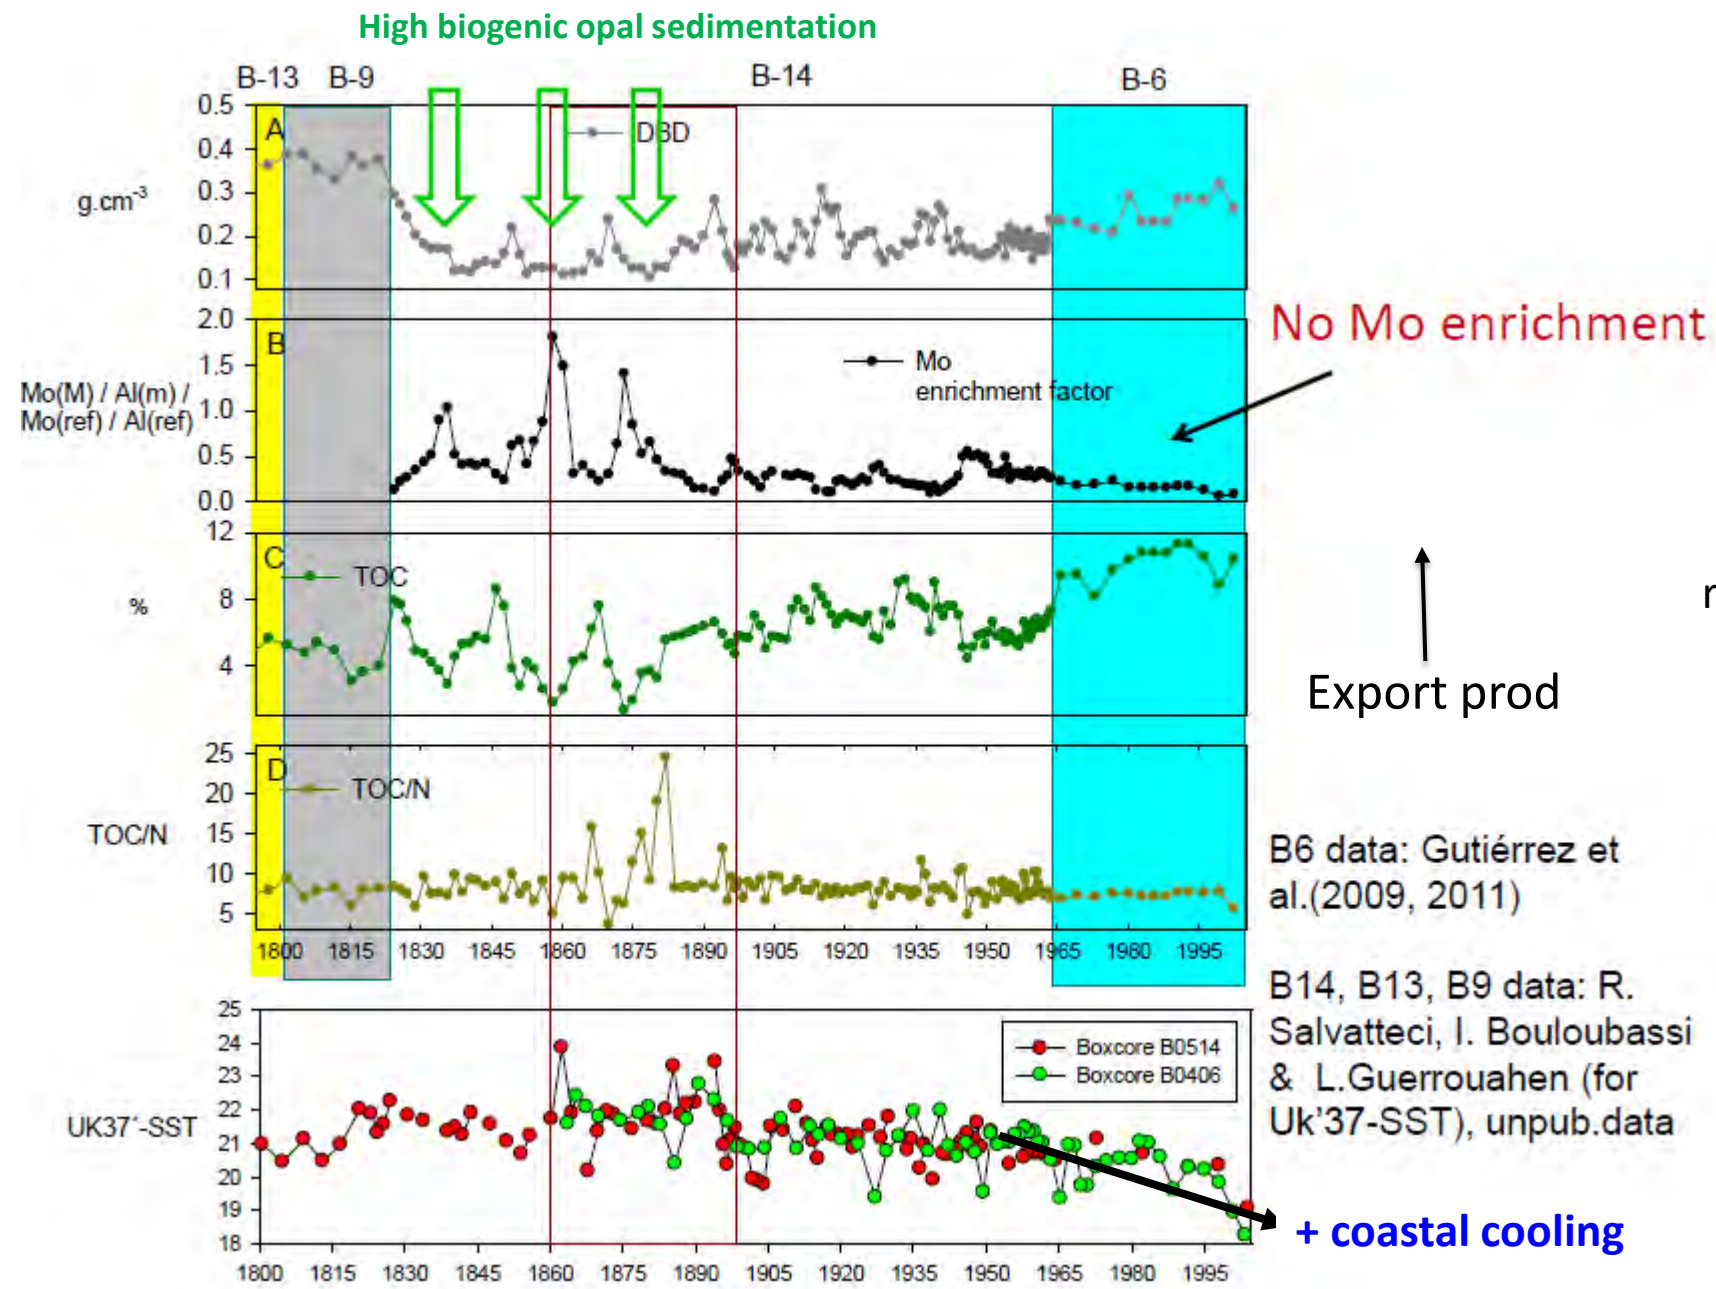 High biogenic opal sedimentation
B-13 B-9 B-14 B-6
A
DBD
0.5
0.4
0.3
0.2
0.1
g.cm-3
B
Mo
enrichment factor
2.0
1.5
1.0
0.5
0.0
Mo(M) / Al(m) /
Mo(ref) / Al(ref)
No Mo enrichment
C
TOC
12
8
4
%
r
Export prod
D
TOC/N
25
20
15
10
5
TOC/N
1800 1815 1830 1845 1860 1875 1890 1905 1920 1935 1950 1965 1980 1995
B6 data: Gutiérrez et
al.(2009, 2011)
B14, B13, B9 data: R.
Salvatteci, I. Bouloubassi
& L.Guerrouahen (for
Uk'37-SST), unpub.data
25
24
23
22
21
20
19
18
UK37´-SST
Boxcore B0514
Boxcore B0406
+ coastal cooling
1800 1815 1830 1845 1860 1875 1890 1905 1920 1935 1950 1965 1980 1995